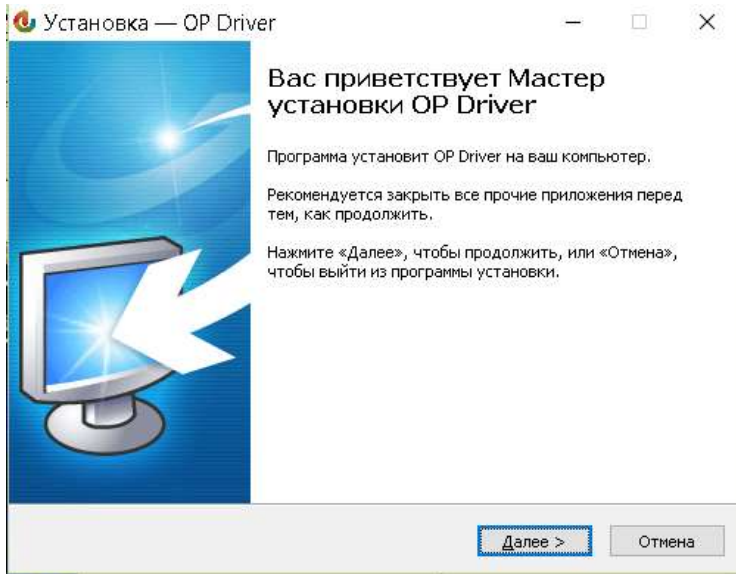 Установка — OP Driver
Вас приветствует Мастер
установки OP Driver
Программа установит OP Driver на ваш компьютер.
Рекомендуется закрыть все прочие приложения перед
тем, как продолжить.
Нажмите «Далее», чтобы продолжить, или «Отмена»,
чтобы выйти из программы установки.
Далее >
Отмена